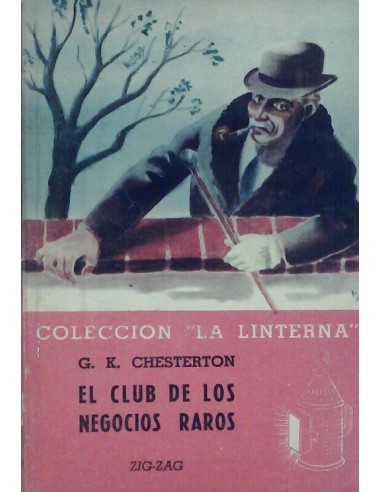 COLECCION "LA LINTERNA"
G. K. CHESTERTON
EL CLUB DE LOS
NEGOCIOS RAROS
ZIG-ZAG